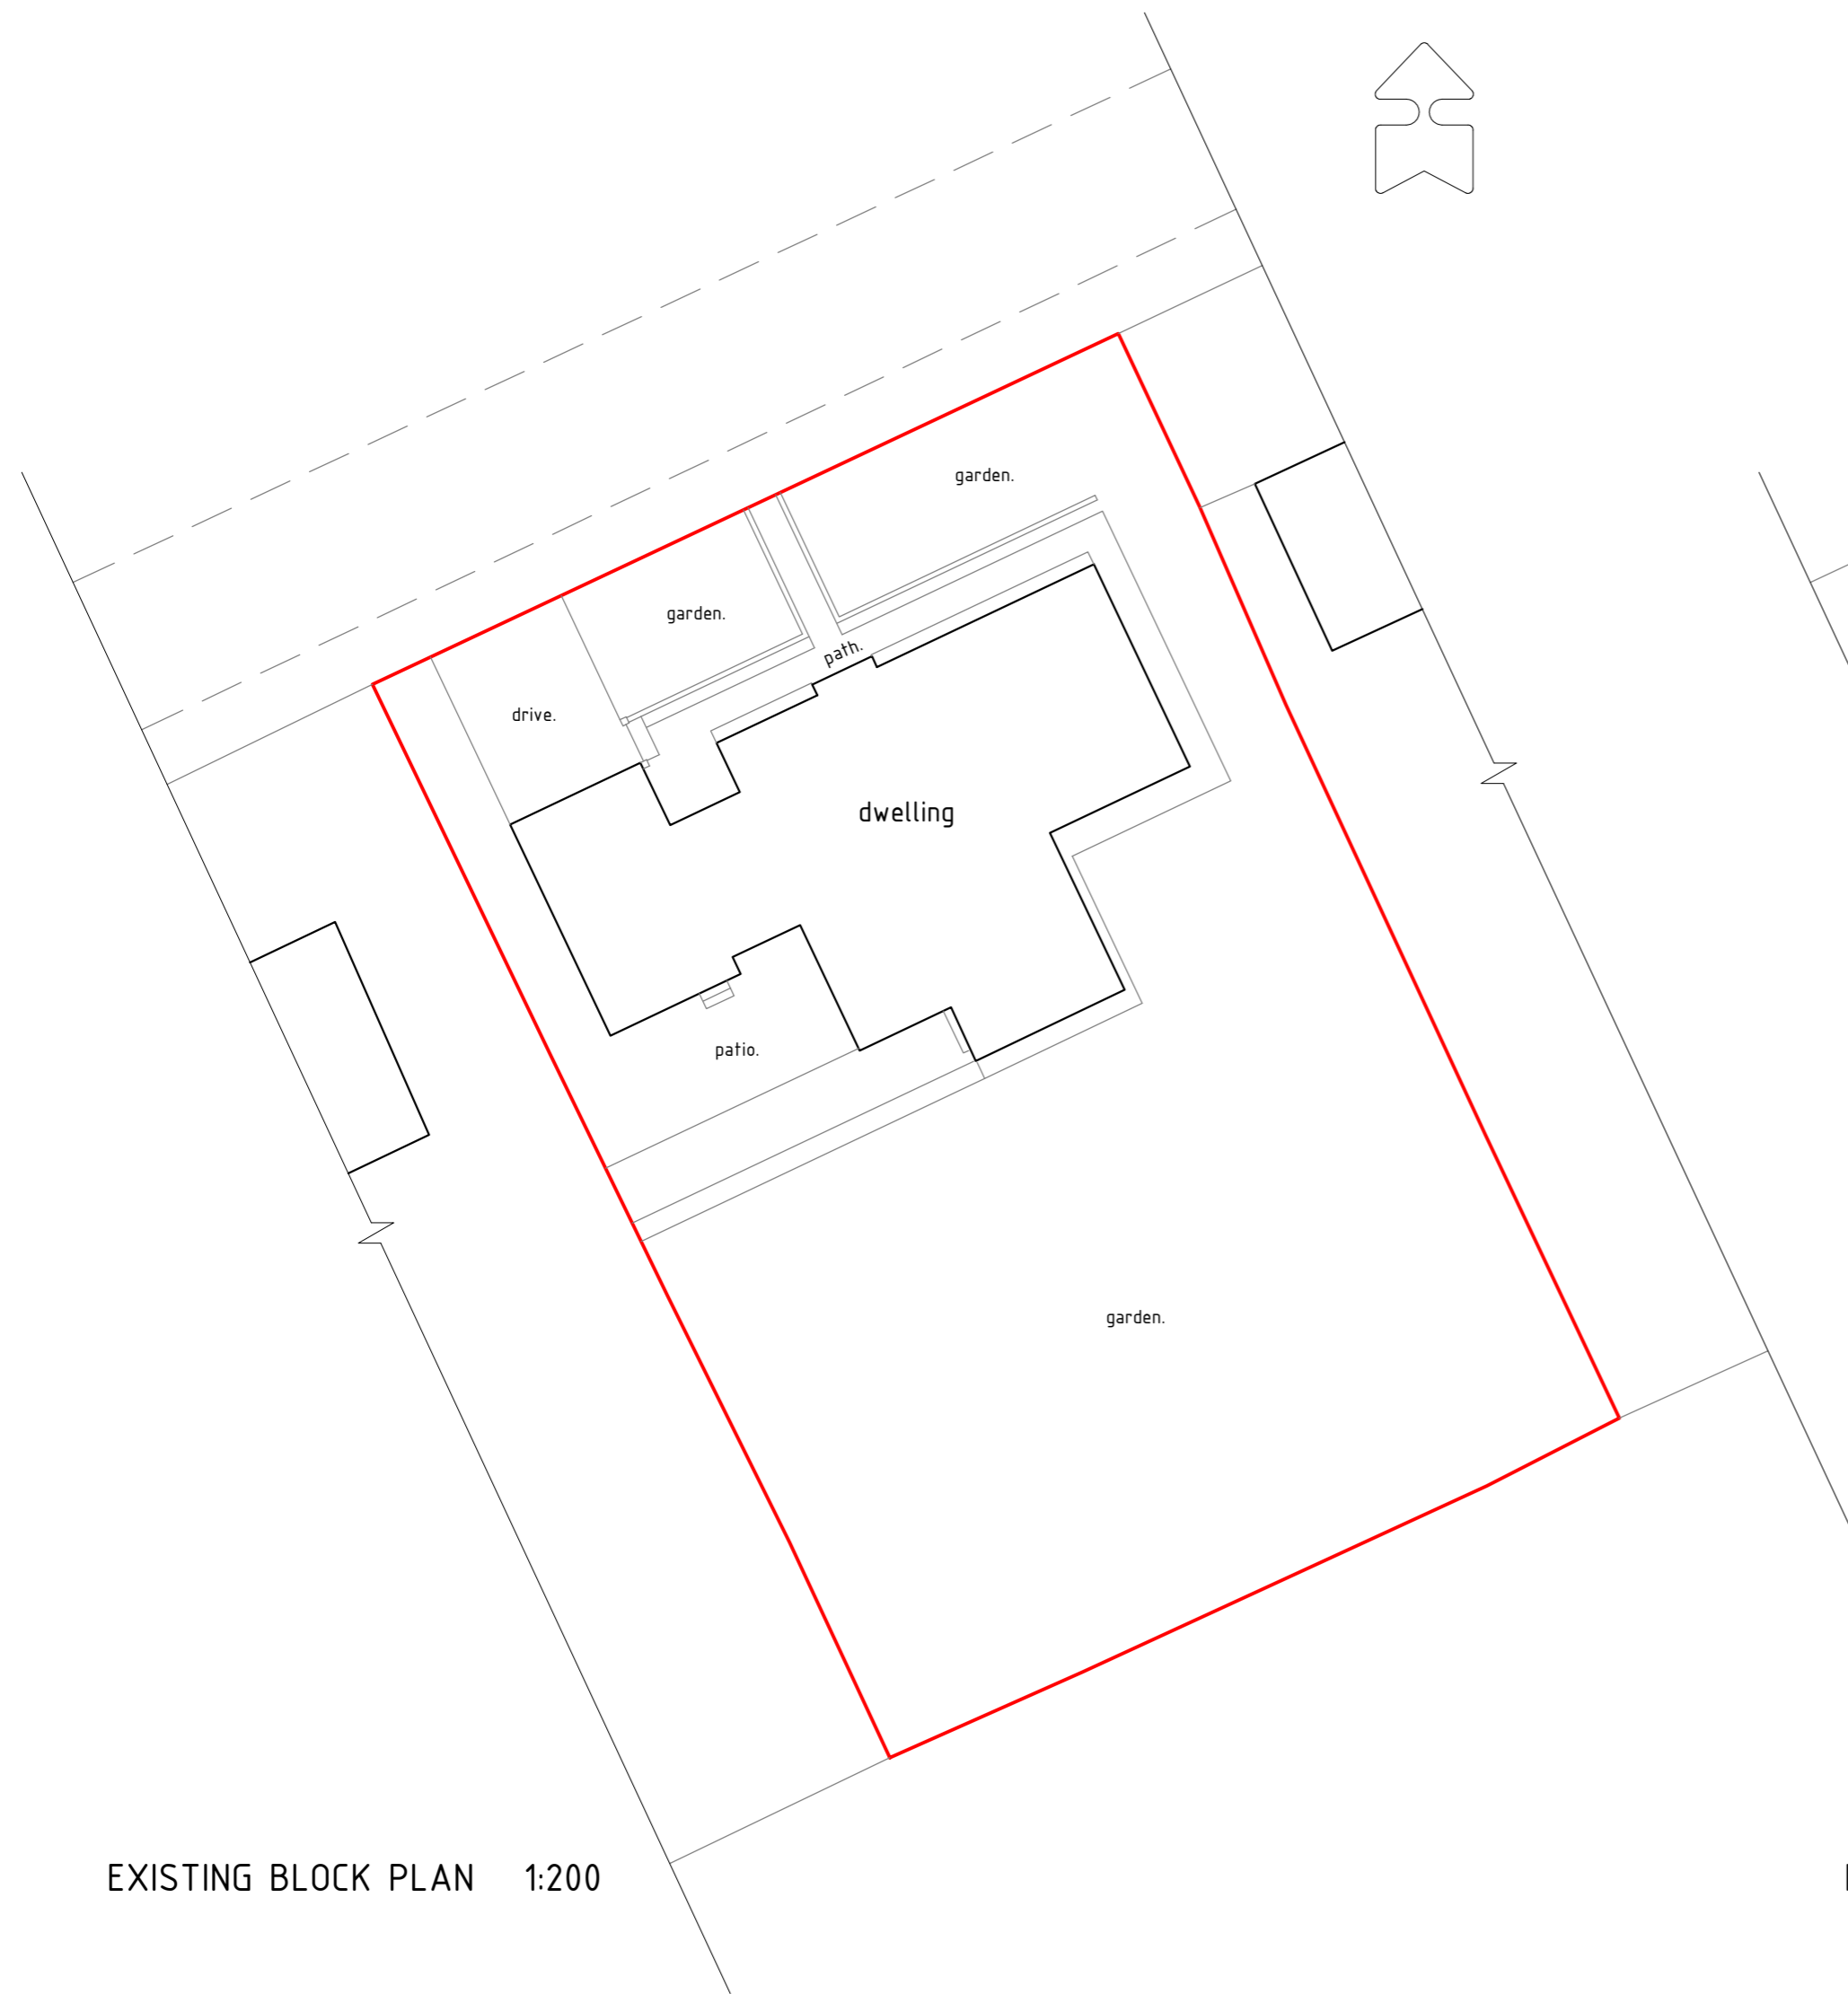 garden.
garden.
path.
drive.
dwelling
patio.
garden.
EXISTING BLOCK PLAN 1:200